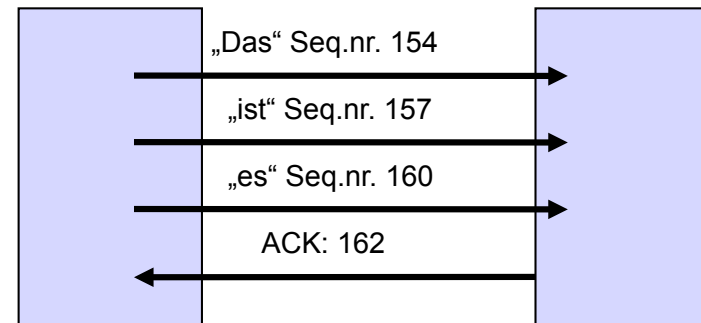 „Das“ Seq.nr. 154
„ist“ Seq.nr. 157
„es“ Seq.nr. 160
ACK: 162